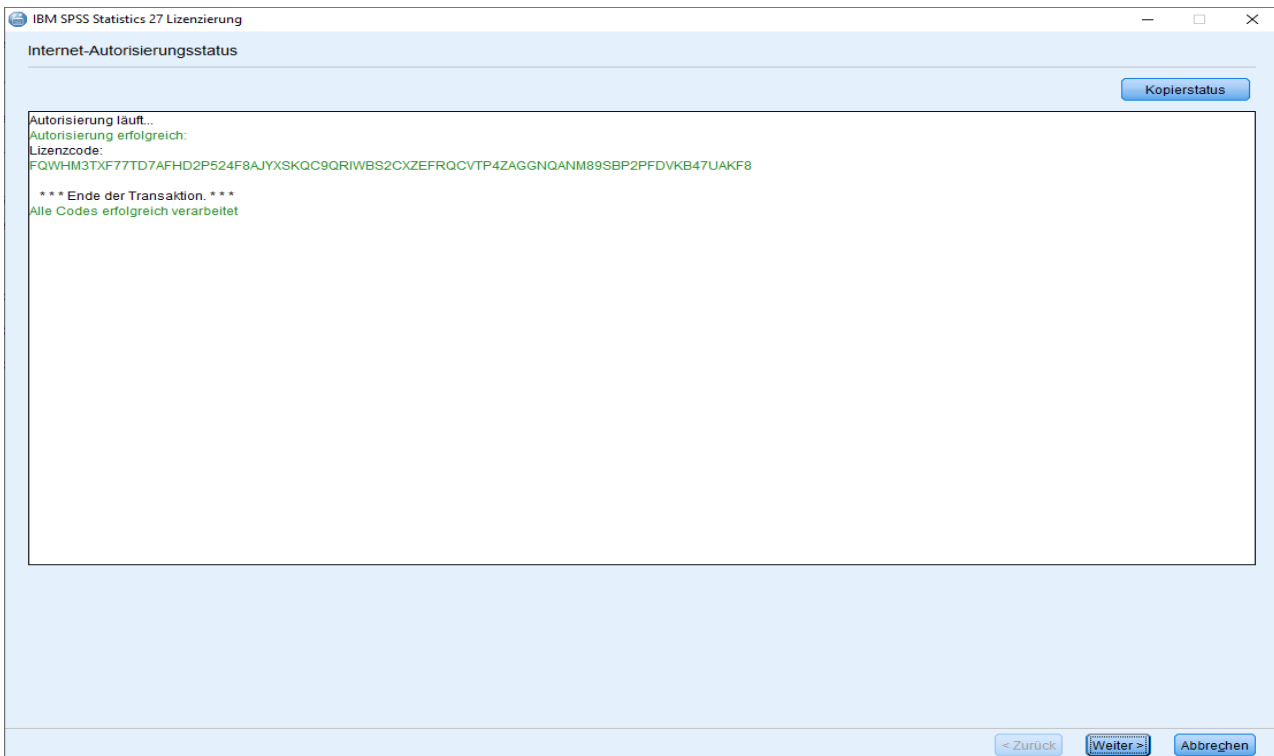 IBM SPSS Statistics 27 Lizenzierung
Internet-Autorisierungsstatus
Kopierstatus
Autorisierung läuft...
Autorisierung erfolgreich:
Lizenzcode:
FQWHM3TXF77TD7AFHD2P524F8AJYXSKQC9QRIWBS2CXZEFRQCVTP4ZAGGNQANM89SBP2PFDVKB47UAKF8
* * * Ende der Transaktion. * * *
Alle Codes erfolgreich verarbeitet
< Zurück Weiter > Abbrechen